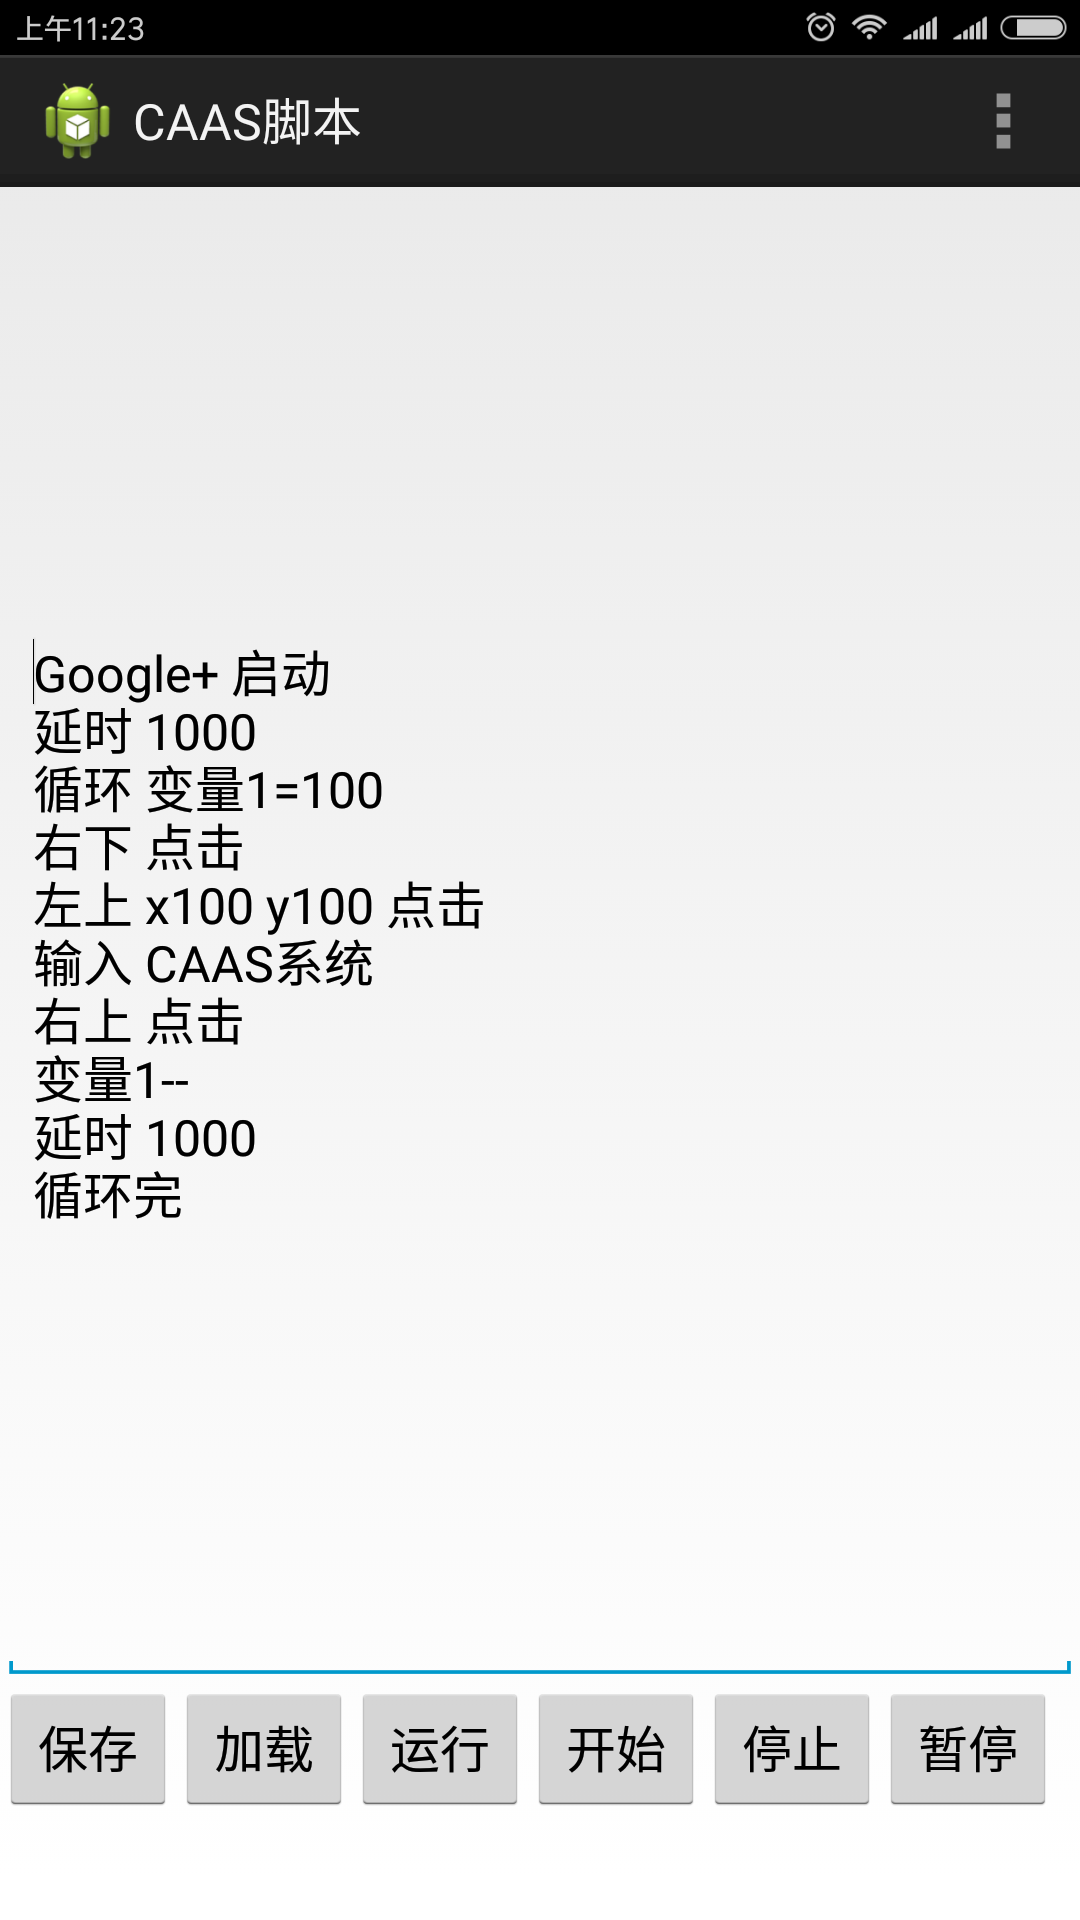 上午11:23
CAAS脚本
Google+ 启动
延时 1000
循环 变量1=100
右下 点击
左上 x100 y100 点击
输入 CAAS系统
右上 点击
变量1--
延时 1000
循环完
保存 加载 运行 开始 停止 暂停